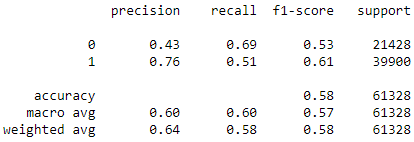 precision recall f1-score support
0 0.43 0.69 0.53 21428
1 0.76 0.51 0.61 39900
accuracy 0.58 61328
macro avg 0.60 0.60 0.57 61328
weighted avg 0.64 0.58 0.58 61328